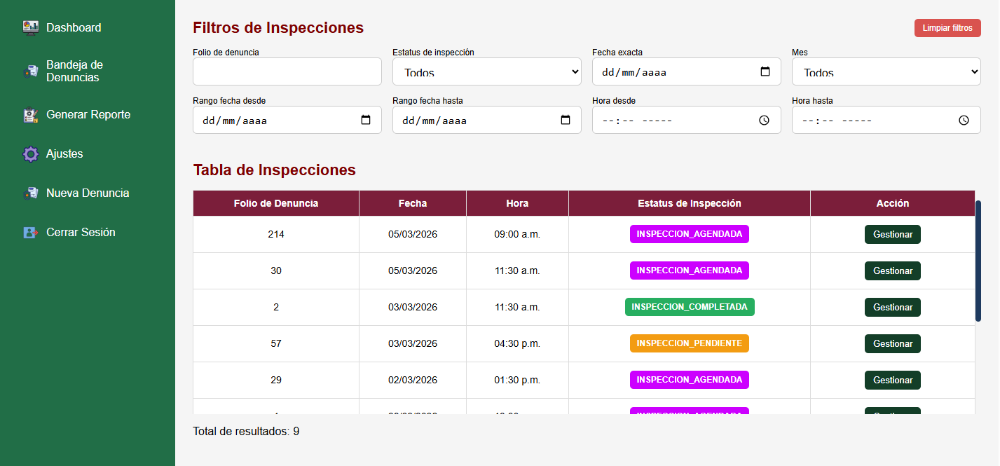 Dashboard
Bandeja de
Denuncias
Generar Reporte
Ajustes
Nueva Denuncia
Cerrar Sesión
Filtros de Inspecciones
Limpiar filtros
Folio de denuncia Estatus de inspección Fecha exacta Mes
Todos dd/mm/aaaa Todos
Rango fecha desde Rango fecha hasta Hora desde Hora hasta
dd/mm/aaaa dd/mm/aaaa --:-- ----- --:-- -----
Tabla de Inspecciones
Folio de Denuncia Fecha Hora Estatus de Inspección Acción
214 05/03/2026 09:00 a.m. INSPECCION_AGENDADA Gestionar
30 05/03/2026 11:30 a.m. INSPECCION_AGENDADA Gestionar
2 03/03/2026 11:30 a.m. INSPECCION_COMPLETADA Gestionar
57 03/03/2026 04:30 p.m. INSPECCION_PENDIENTE Gestionar
29 02/03/2026 01:30 p.m. INSPECCION_AGENDADA Gestionar
INSPECCION_AGENDADA Gestionar
Total de resultados: 9